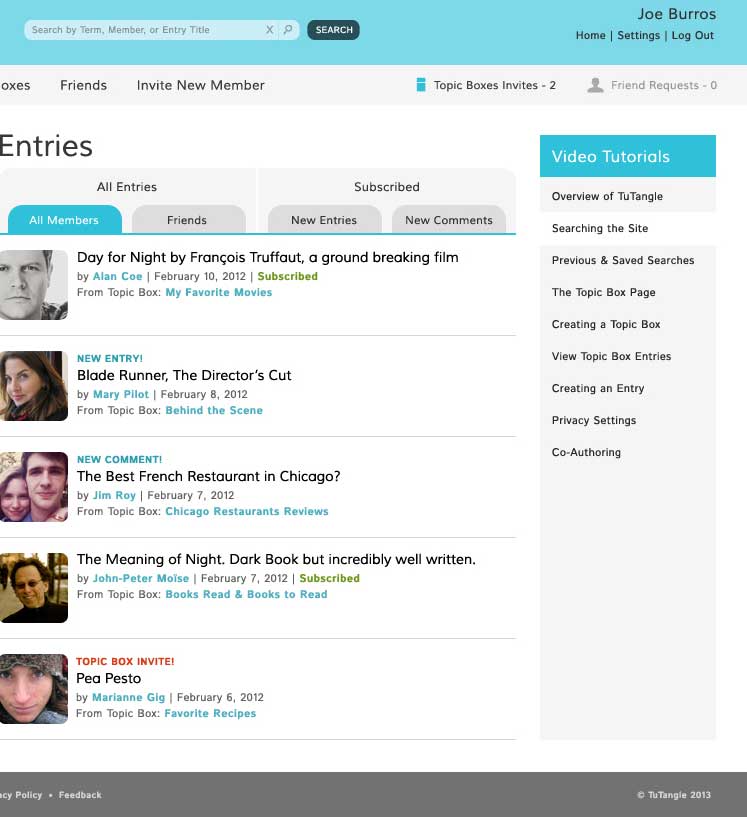 Joe Burros
Search by Term, Member, or Entry Title X SEARCH
Home | Settings | Log Out
oxes Friends Invite New Member Topic Boxes Invites - 2 Friend Requests - 0
Entries
All Entries Subscribed
All Members Friends New Entries New Comments
Day for Night by François Truffaut, a ground breaking film
by Alan Coe | February 10, 2012 | Subscribed
From Topic Box: My Favorite Movies
NEW ENTRY!
Blade Runner, The Director's Cut
by Mary Pilot | February 8, 2012
From Topic Box: Behind the Scene
NEW COMMENT!
The Best French Restaurant in Chicago?
by Jim Roy | February 7, 2012
From Topic Box: Chicago Restaurants Reviews
The Meaning of Night. Dark Book but incredibly well written.
by John-Peter Moïse | February 7, 2012 | Subscribed
From Topic Box: Books Read & Books to Read
TOPIC BOX INVITE!
Pea Pesto
by Marianne Gig | February 6, 2012
From Topic Box: Favorite Recipes
Video Tutorials
Overview of TuTangle
Searching the Site
Previous & Saved Searches
The Topic Box Page
Creating a Topic Box
View Topic Box Entries
Creating an Entry
Privacy Settings
Co-Authoring
acy Policy • Feedback © TuTangle 2013